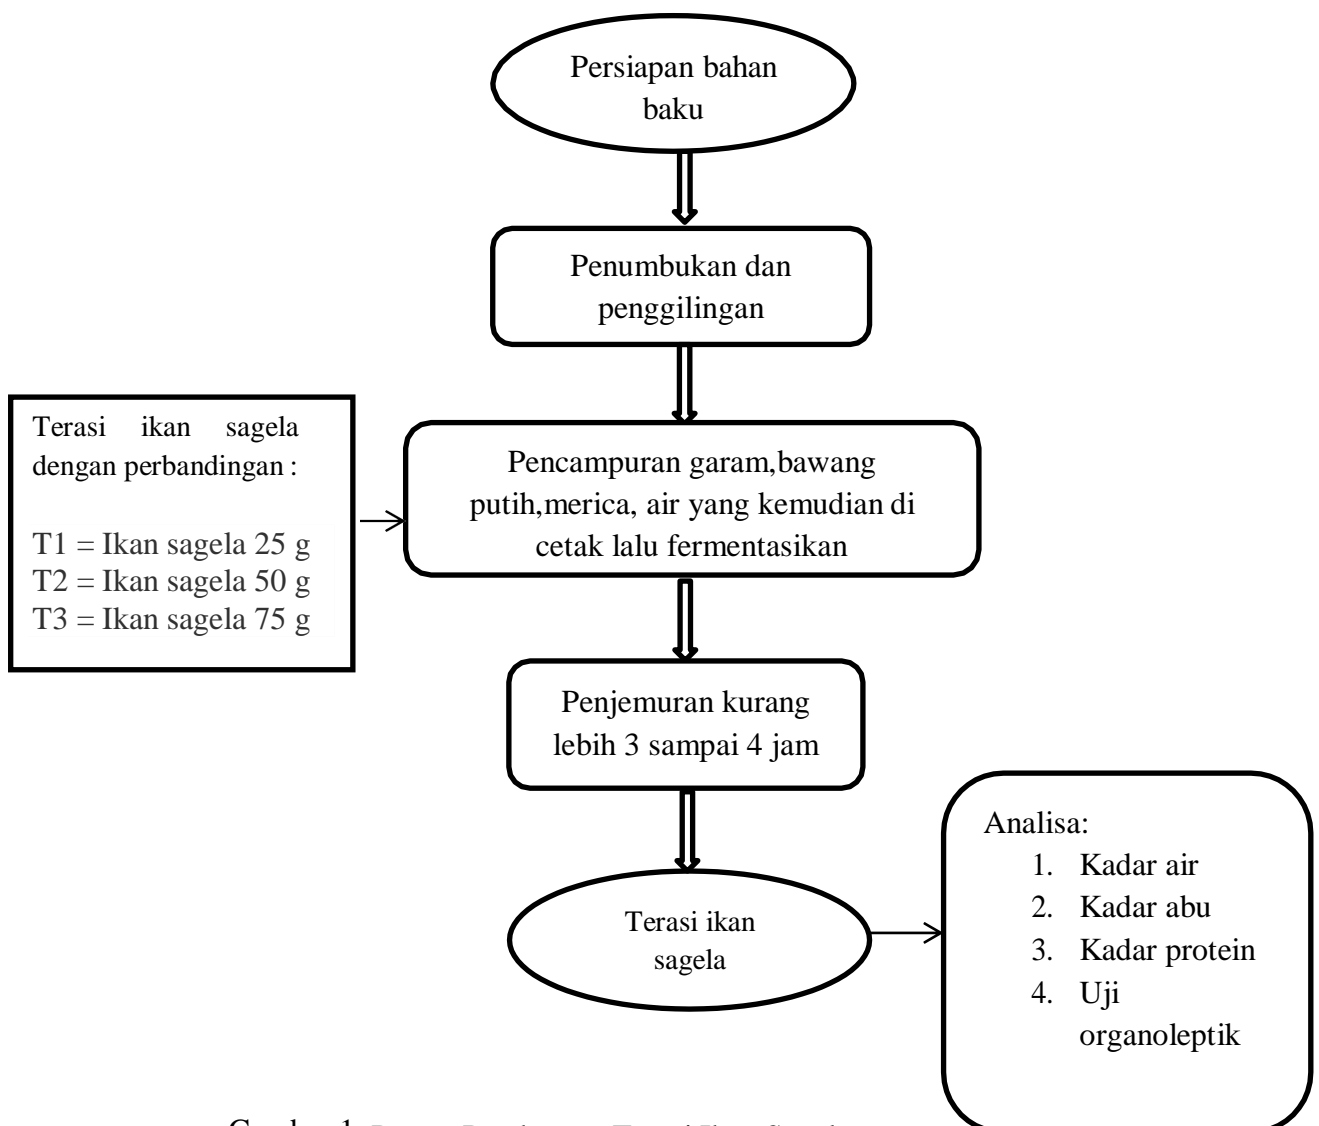 Persiapan bahan
baku
Penumbukan dan
penggilingan
Terasi ikan sagela
dengan perbandingan :
T1 = Ikan sagela 25 g
T2 = Ikan sagela 50 g
T3 = Ikan sagela 75 g
Pencampuran garam,bawang
putih,merica, air yang kemudian di
cetak lalu fermentasikan
Penjemuran kurang
lebih 3 sampai 4 jam
Terasi ikan
sagela
Analisa:
1. Kadar air
2. Kadar abu
3. Kadar protein
4. Uji
organoleptik